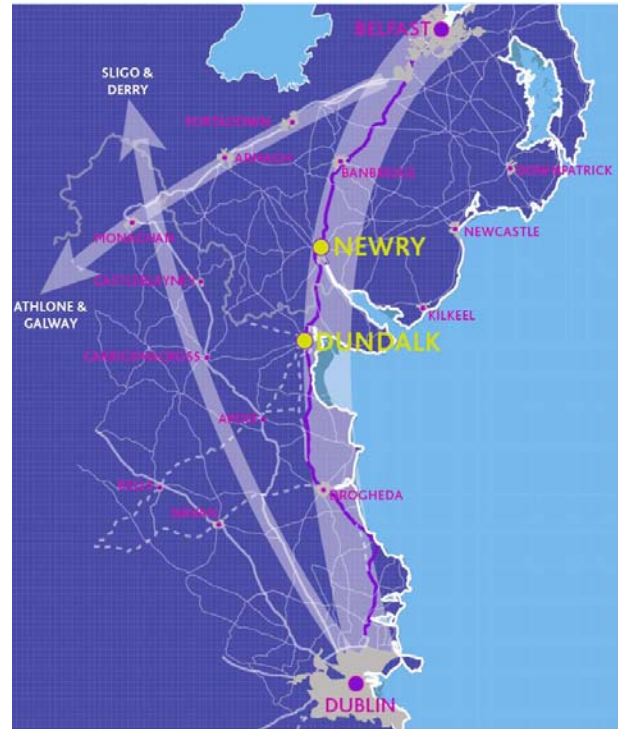 BELFAST
SLIGO &
DERRY
PORTADOWN
ARMAGH
BANBRIDGE
DOWNPATRICK
MONAGHAN
NEWCASTLE
NEWRY
CASTLEBLAYNEY
ATHLONE &
GALWAY
KILKEEL
DUNDALK
CARRICKMACROSS
ARDEE
KELLS
DROGHEDA
NAVAN
DUBLIN